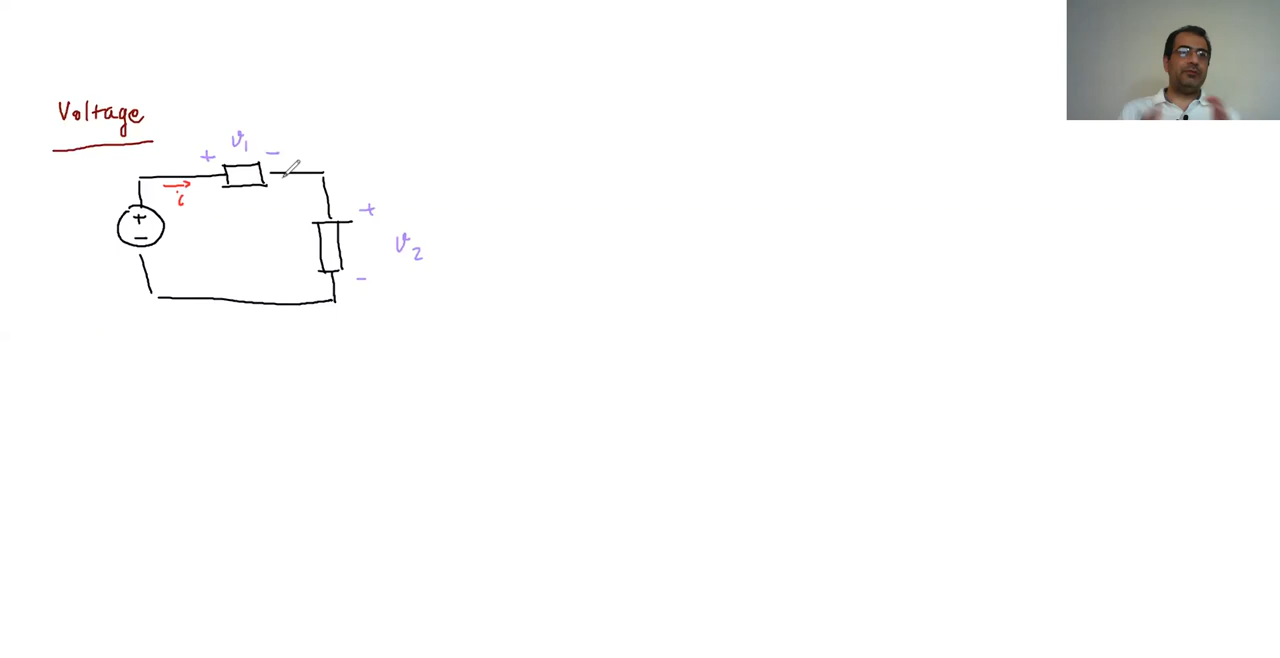 Voltage
+ v₁ -
i
+
-
+
v₂
-